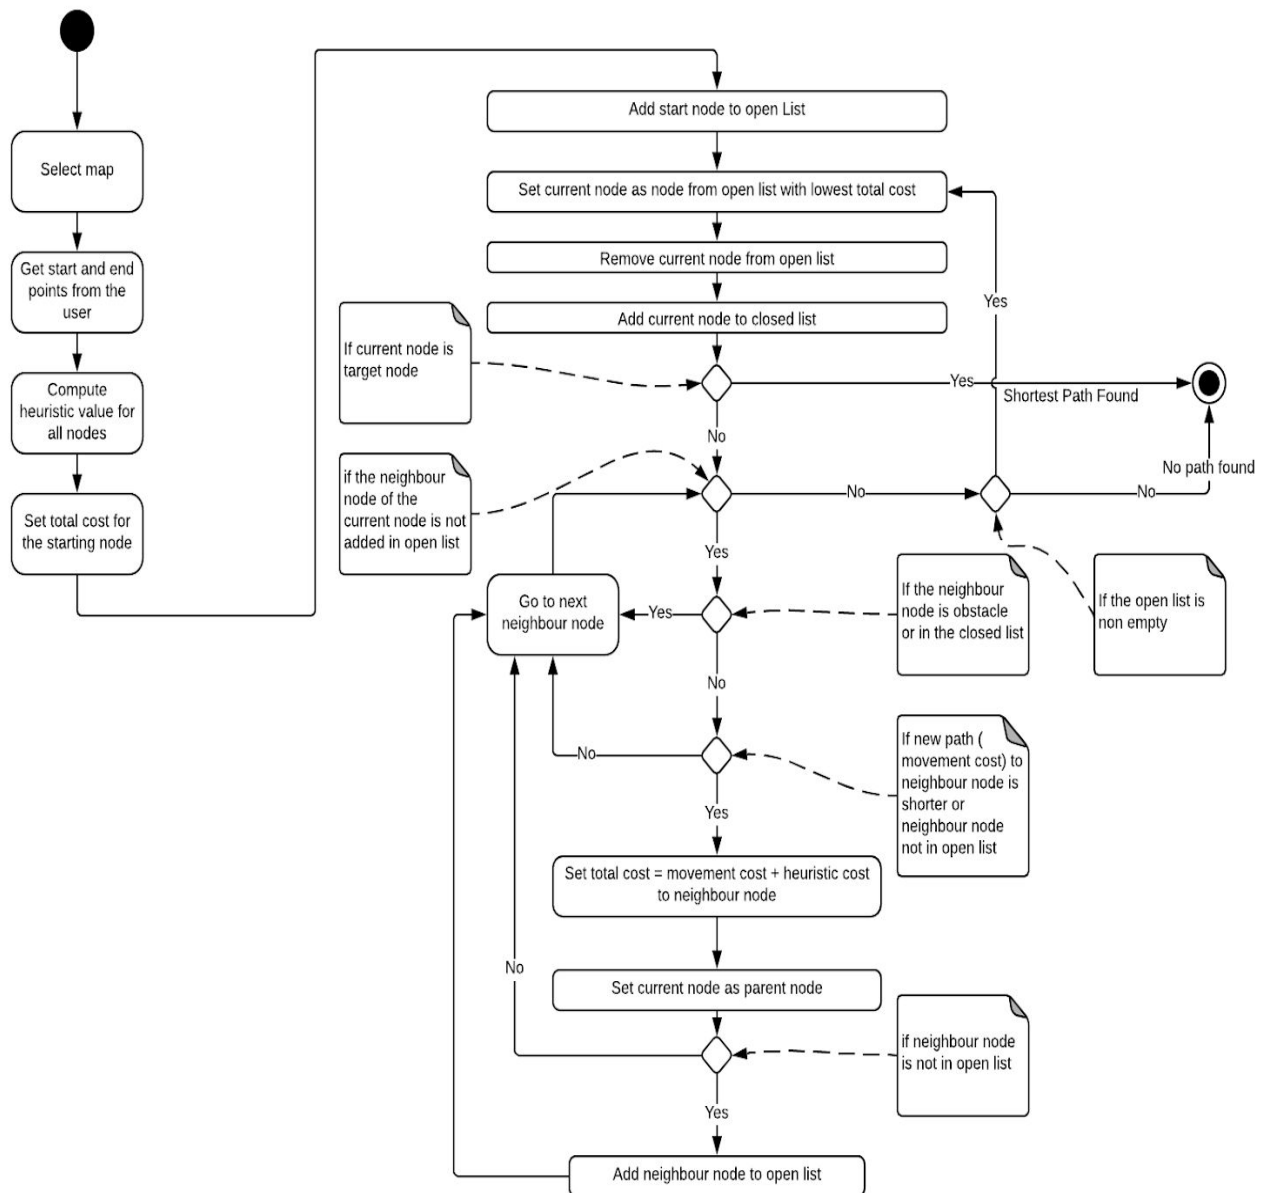 Select map
Get start and end
points from the
user
Compute
heuristic value for
all nodes
Set total cost for
the starting node
Add start node to open List
Set current node as node from open list with lowest total cost
Remove current node from open list
Add current node to closed list
If current node is
target node
Yes
Shortest Path Found
Yes
No
if the neighbour
node of the
current node is not
added in open list
No
No
No path found
Yes
Go to next
neighbour node
Yes
If the neighbour
node is obstacle
or in the closed list
If the open list is
non empty
No
No
If new path (
movement cost) to
neighbour node is
shorter or
neighbour node
not in open list
Yes
Set total cost = movement cost + heuristic cost
to neighbour node
No
Set current node as parent node
if neighbour node
is not in open list
Yes
Add neighbour node to open list